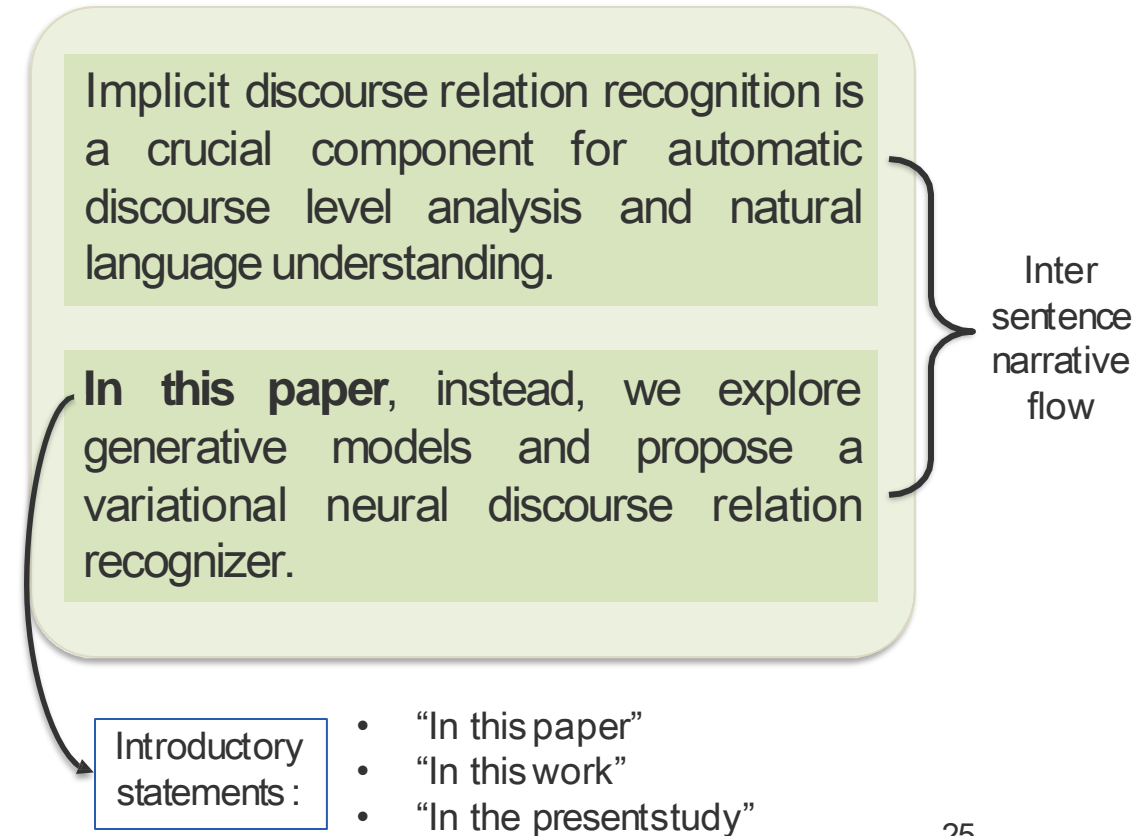 Implicit discourse relation recognition is
a crucial component for automatic
discourse level analysis and natural
language understanding.
In this paper, instead, we explore
generative models and propose a
variational neural discourse relation
recognizer.
Inter
sentence
narrative
flow
Introductory
statements :
• “In this paper”
• “In this work”
• “In the present study”
25